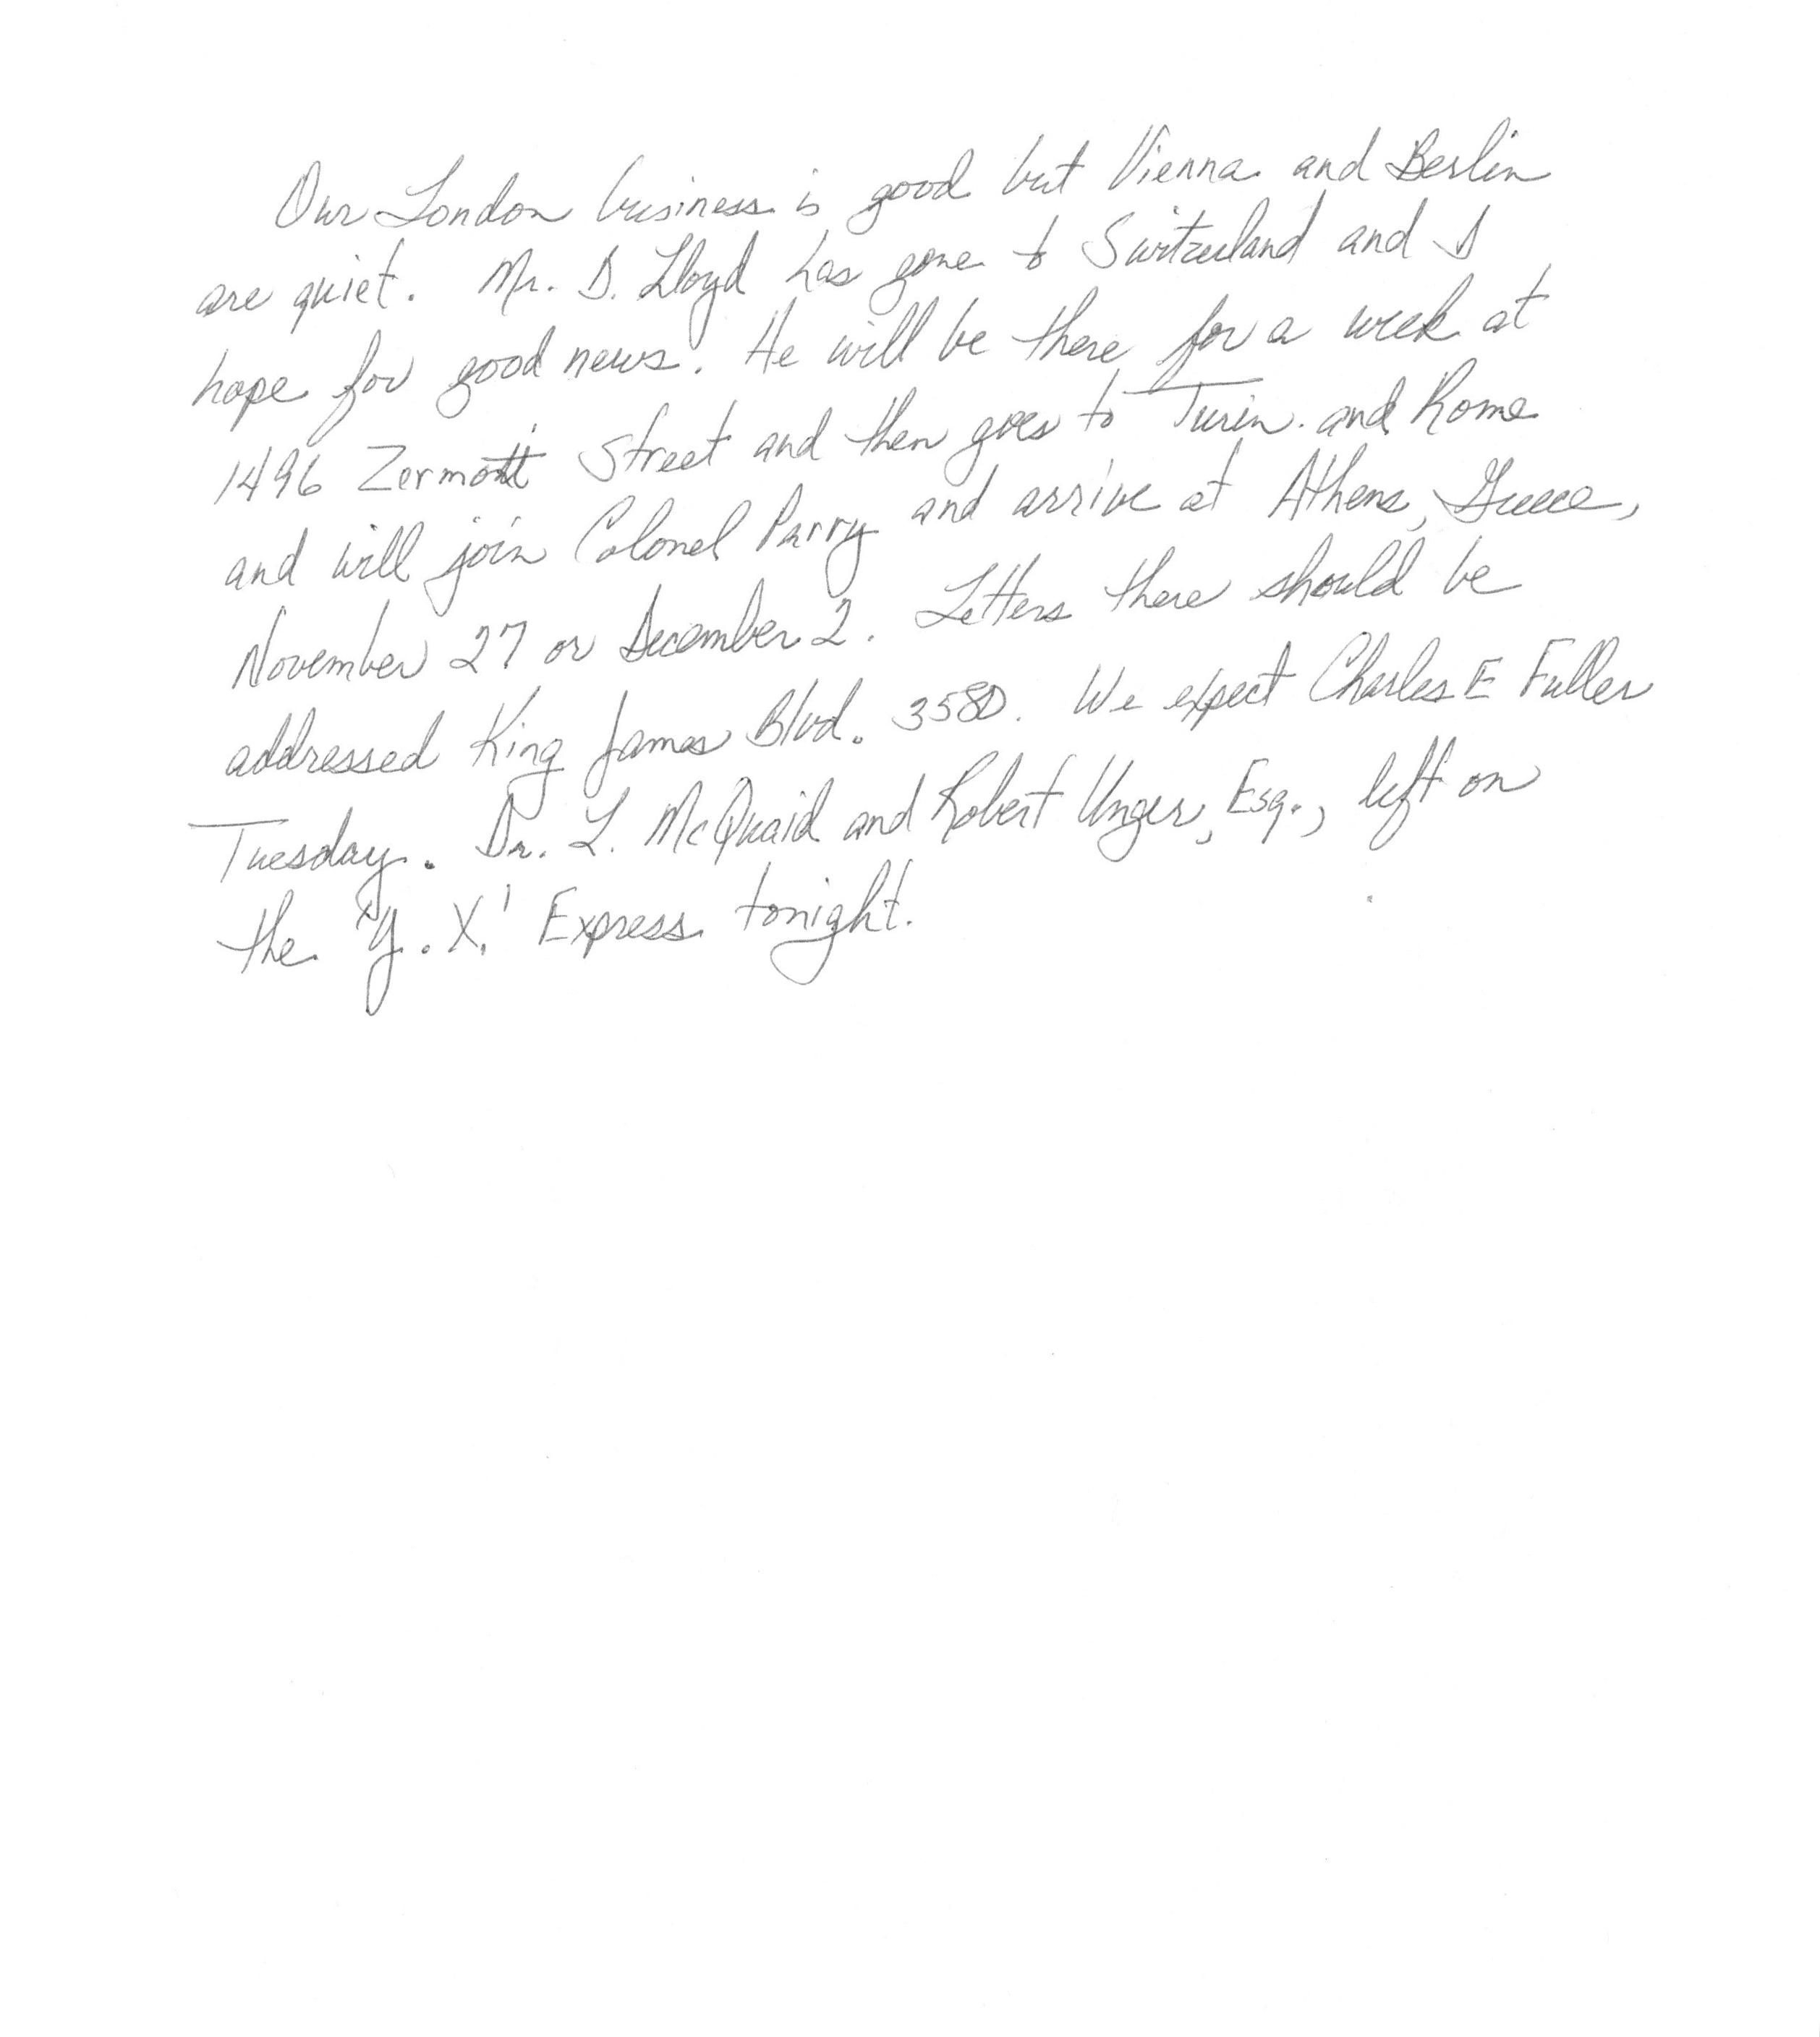 Our London business is good but Vienna and Berlin
are quiet. Mr. D. Lloyd has gone to Switzerland and I
hope for good news. He will be there for a week at
1496 Zermott Street and then goes to Turin. and Rome
and will join Colonel Parry and arrive at Athens, Greece,
November 27 or December 2. Letters there should be
addressed King James Blvd. 3580. We expect Charles E Fuller
Tuesday. Dr. L. McQuaid and Robert Unger, Esq., left on
the 'Y. X.' Express tonight.